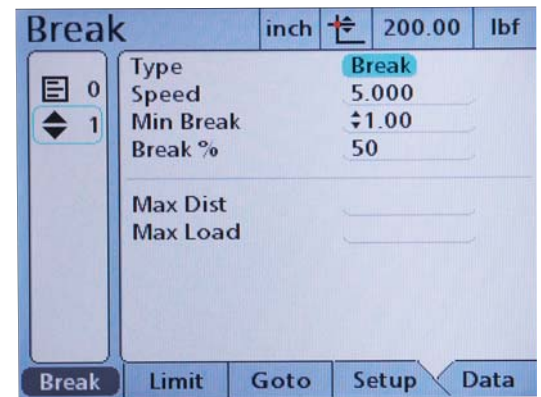 Break inch 200.00 lbf
0
1
Type Break
Speed 5.000
Min Break 1.00
Break % 50
Max Dist
Max Load
Break Limit Goto Setup Data